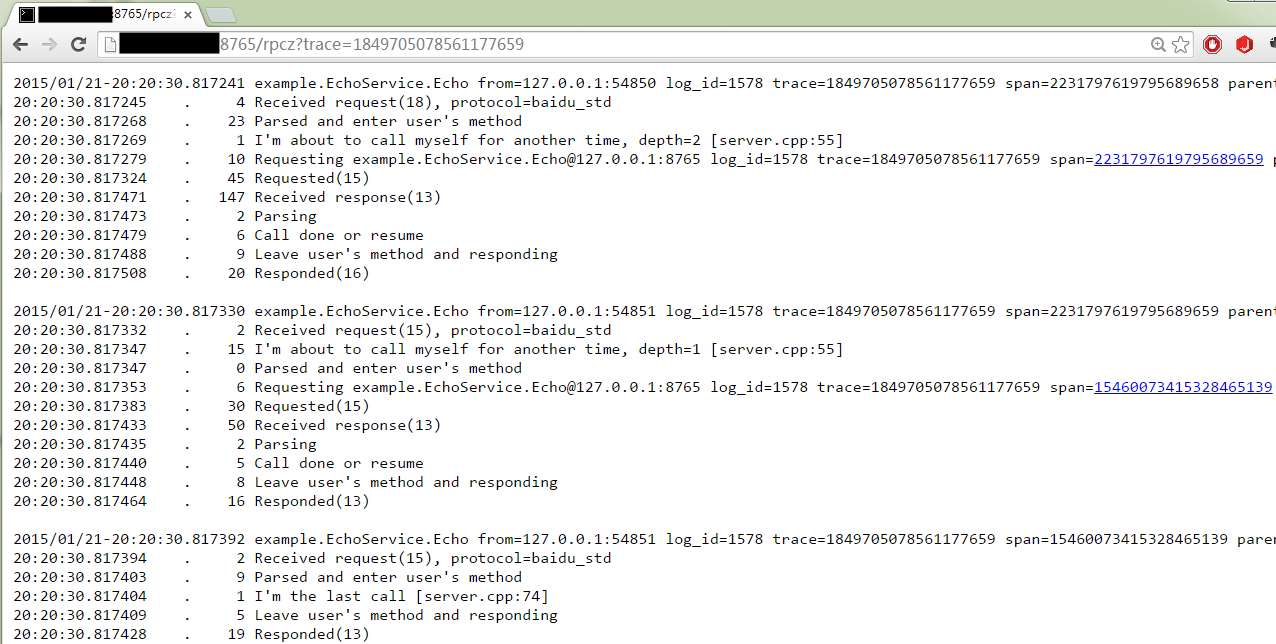 :8765/rpcz?
8765/rpcz?trace=1849705078561177659
2015/01/21-20:20:30.817241 example.EchoService.Echo from=127.0.0.1:54850 log_id=1578 trace=1849705078561177659 span=2231797619795689658 parent
20:20:30.817245 . 4 Received request(18), protocol=baidu_std
20:20:30.817268 . 23 Parsed and enter user's method
20:20:30.817269 . 1 I'm about to call myself for another time, depth=2 [server.cpp:55]
20:20:30.817279 . 10 Requesting example.EchoService.Echo@127.0.0.1:8765 log_id=1578 trace=1849705078561177659 span=2231797619795689659 p
20:20:30.817324 . 45 Requested(15)
20:20:30.817471 . 147 Received response(13)
20:20:30.817473 . 2 Parsing
20:20:30.817479 . 6 Call done or resume
20:20:30.817488 . 9 Leave user's method and responding
20:20:30.817508 . 20 Responded(16)
2015/01/21-20:20:30.817330 example.EchoService.Echo from=127.0.0.1:54851 log_id=1578 trace=1849705078561177659 span=2231797619795689659 parent
20:20:30.817332 . 2 Received request(15), protocol=baidu_std
20:20:30.817347 . 15 I'm about to call myself for another time, depth=1 [server.cpp:55]
20:20:30.817347 . 0 Parsed and enter user's method
20:20:30.817353 . 6 Requesting example.EchoService.Echo@127.0.0.1:8765 log_id=1578 trace=1849705078561177659 span=15460073415328465139
20:20:30.817383 . 30 Requested(15)
20:20:30.817433 . 50 Received response(13)
20:20:30.817435 . 2 Parsing
20:20:30.817440 . 5 Call done or resume
20:20:30.817448 . 8 Leave user's method and responding
20:20:30.817464 . 16 Responded(13)
2015/01/21-20:20:30.817392 example.EchoService.Echo from=127.0.0.1:54851 log_id=1578 trace=1849705078561177659 span=15460073415328465139 paren
20:20:30.817394 . 2 Received request(15), protocol=baidu_std
20:20:30.817403 . 9 Parsed and enter user's method
20:20:30.817404 . 1 I'm the last call [server.cpp:74]
20:20:30.817409 . 5 Leave user's method and responding
20:20:30.817428 . 19 Responded(13)